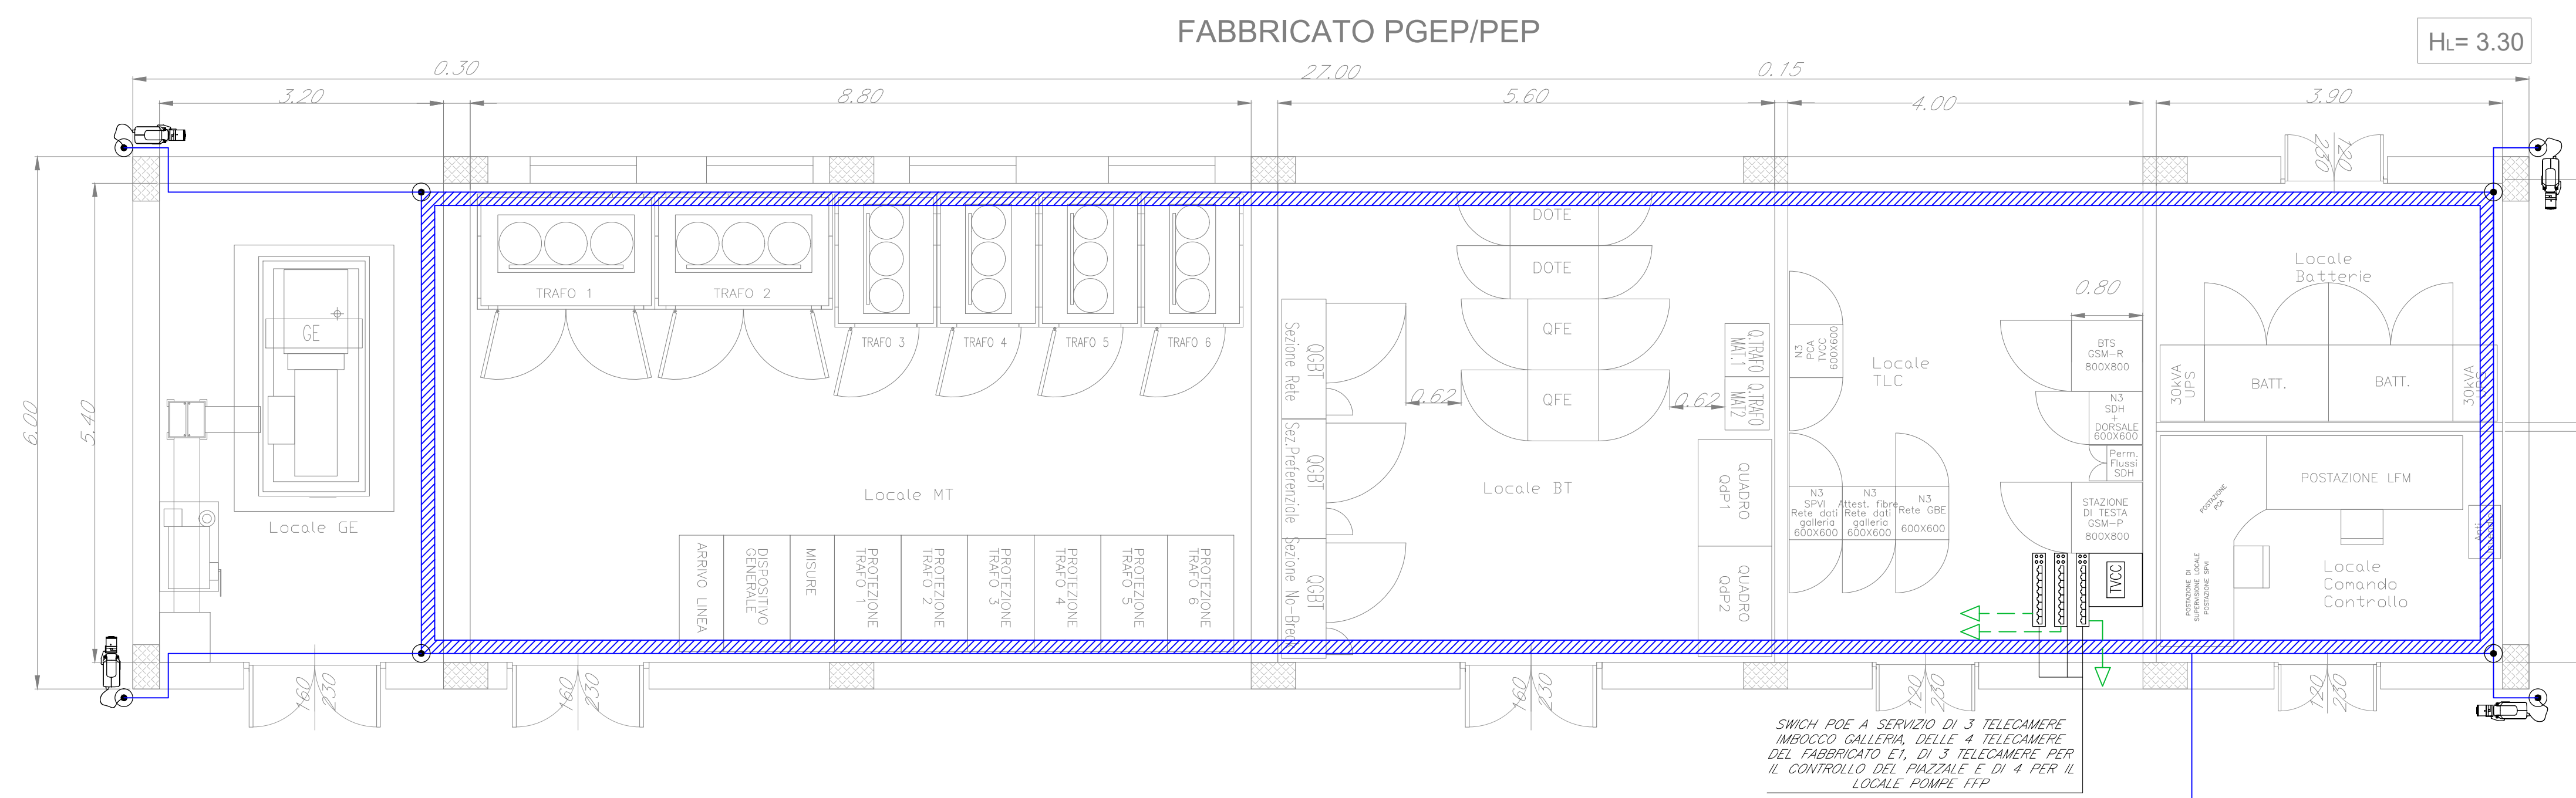 FABBRICATO PGEP/PEP
HL= 3.30
0.30
27.00
0.15
3.20
8.80
5.60
4.00
3.90
6.00
5.40
GE
Locale GE
160
230
TRAFO 1
TRAFO 2
TRAFO 3
TRAFO 4
TRAFO 5
TRAFO 6
Locale MT
ARRIVO LINEA
DISPOSITIVO
GENERALE
MISURE
PROTEZIONE
TRAFO 1
PROTEZIONE
TRAFO 2
PROTEZIONE
TRAFO 3
PROTEZIONE
TRAFO 4
PROTEZIONE
TRAFO 5
PROTEZIONE
TRAFO 6
160
230
QGBT
Sezione Rete
QGBT
Sez.Preferenziale
QGBT
Sezione No-Break
DOTE
DOTE
QFE
QFE
0.62
0.62
Q.TRAFO
MAT.1
Q.TRAFO
MAT2
Locale BT
QUADRO
QdP1
QUADRO
QdP2
160
230
N3
PCA
TVCC
600X600
Locale
TLC
N3
SPVI
Rete dati
galleria
600X600
N3
Attest. fibre
Rete dati
galleria
600X600
N3
Rete GBE
600X600
0.80
BTS
GSM-R
800X800
N3
SDH
+
DORSALE
600X600
Perm.
Flussi
SDH
STAZIONE
DI TESTA
GSM-P
800X800
TVCC
120
230
120
280
Locale
Batterie
30kVA
UPS
BATT.
BATT.
30kVA
UPS
POSTAZIONE
PCA
POSTAZIONE LFM
POSTAZIONE DI
SUPERVISIONE LOCALE
POSTAZIONE SPVI
Locale
Comando
Controllo
120
230
SWICH POE A SERVIZIO DI 3 TELECAMERE
IMBOCCO GALLERIA, DELLE 4 TELECAMERE
DEL FABBRICATO E1, DI 3 TELECAMERE PER
IL CONTROLLO DEL PIAZZALE E DI 4 PER IL
LOCALE POMPE FFP